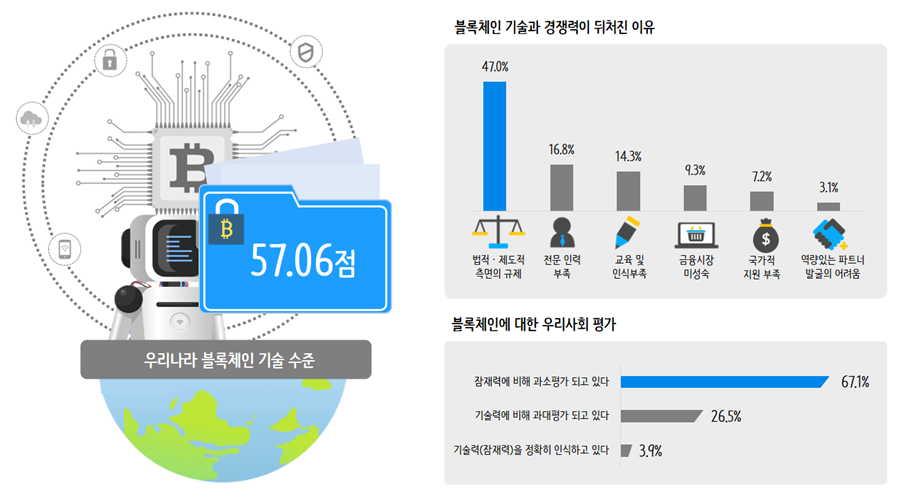 57.06점
우리나라 블록체인 기술 수준
블록체인 기술과 경쟁력이 뒤처진 이유
47.0%
16.8%
14.3%
9.3%
7.2%
3.1%
법적·제도적
측면의 규제
전문 인력
부족
교육 및
인식부족
금융시장
미성숙
국가적
지원 부족
역량있는 파트너
발굴의 어려움
블록체인에 대한 우리사회 평가
잠재력에 비해 과소평가 되고 있다
67.1%
기술력에 비해 과대평가 되고 있다
26.5%
기술력(잠재력)을 정확히 인식하고 있다
3.9%